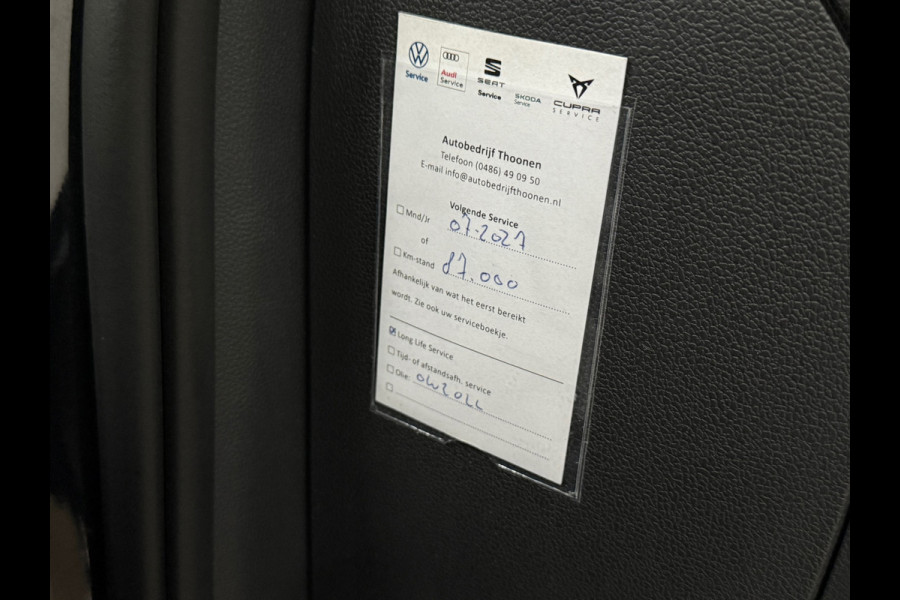 Service
Audi Service
SEAT Service
ŠKODA Service
CUPRA SERVICE
Autobedrijf Thoonen
Telefoon (0486) 49 09 50
E-mail info@autobedrijfthoonen.nl
Volgende Service
Mnd/Jr 07-2027
of
Km-stand 87.000
Afhankelijk van wat het eerst bereikt
wordt. Zie ook uw serviceboekje.
Long Life Service
Tijd- of afstandsafh. service
Olie: